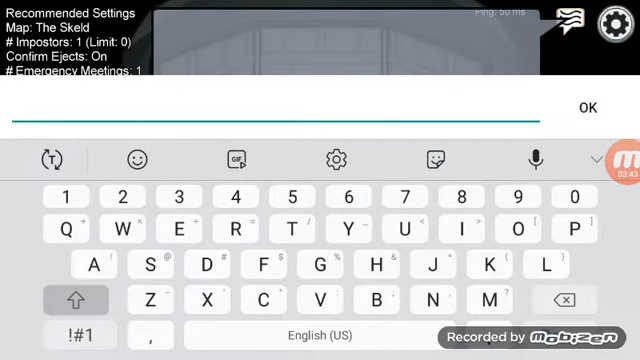 Recommended Settings
Ping: 50 ms
Map: The Skeld
# Impostors: 1 (Limit: 0)
Confirm Ejects: On
# Emergency Meetings: 1
OK
T
GIF
M
03:43
1 2 3 4 5 6 7 8 9 0
Q + W × E ÷ R = T / Y _ U < I > O [ P ]
A ! S @ D # F $ G % H ^ J & K ( L )
Z - X ' C " V : B ; N , M ?
!#1 , English (US)
Recorded by Mobizen